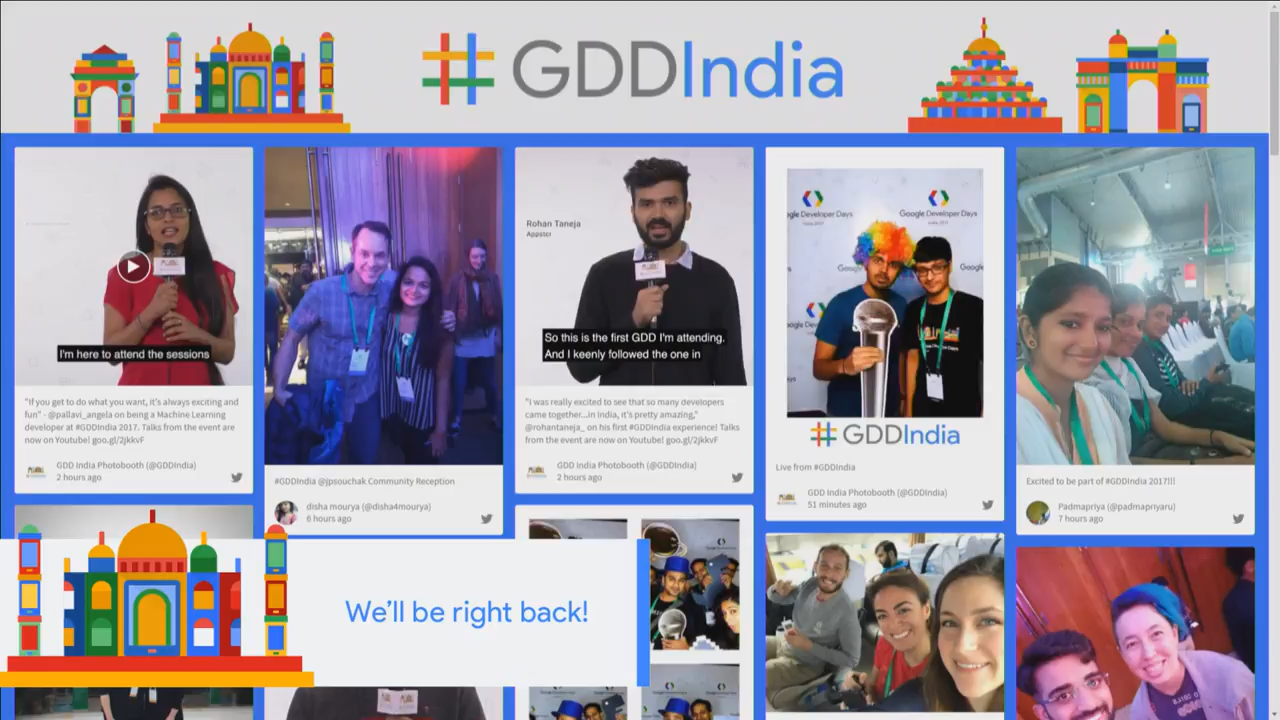 #GDDIndia
I'm here to attend the sessions
"If you get to do what you want, it's always exciting and
fun" - @pallavi_angela on being a Machine Learning
developer at #GDDIndia 2017. Talks from the event are
now on Youtube! goo.gl/2jkkvF
GDD India Photobooth (@GDDIndia)
2 hours ago
#GDDIndia @jpsouchak Community Reception
disha mourya (@disha4mourya)
6 hours ago
Rohan Taneja
Appster
So this is the first GDD I'm attending.
And I keenly followed the one in
"I was really excited to see that so many developers
came together...in India, it's pretty amazing,"
@rohantaneja_ on his first #GDDIndia experience! Talks
from the event are now on Youtube! goo.gl/2jkkvF
GDD India Photobooth (@GDDIndia)
2 hours ago
Google Developer Days
Google Developer Days
#GDDIndia
Live from #GDDIndia
GDD India Photobooth (@GDDIndia)
51 minutes ago
Excited to be part of #GDDIndia 2017!!!
Padmapriya (@padmapriyaru)
7 hours ago
We'll be right back!